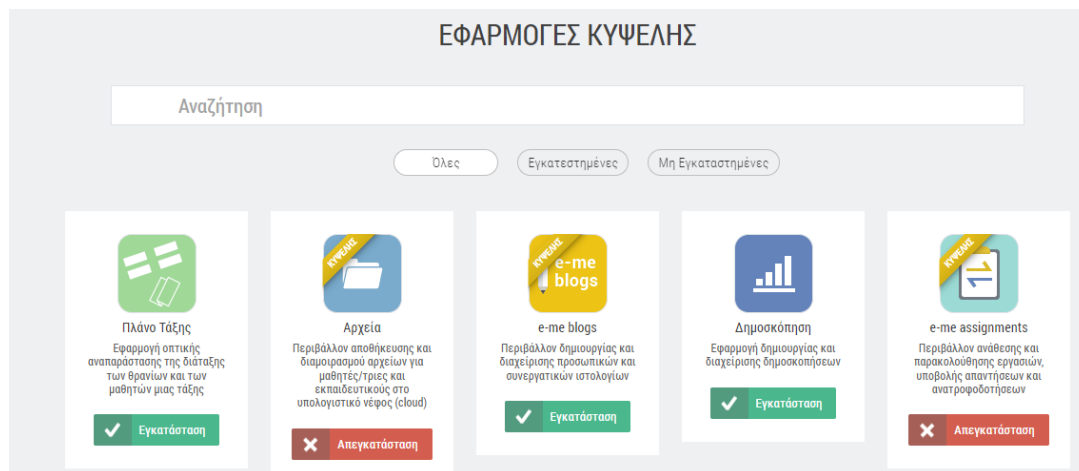 ΕΦΑΡΜΟΓΕΣ ΚΥΨΕΛΗΣ
Αναζήτηση
Όλες
Εγκατεστημένες
Μη Εγκαταστημένες
Πλάνο Τάξης
Εφαρμογή οπτικής
αναπαράστασης της διάταξης
των θρανίων και των
μαθητών μιας τάξης
Εγκατάσταση
ΚΥΨΕΛΗΣ
Αρχεία
Περιβάλλον αποθήκευσης και
διαμοιρασμού αρχείων για
μαθητές/τριες και
εκπαιδευτικούς στο
υπολογιστικό νέφος (cloud)
Απεγκατάσταση
ΚΥΨΕΛΗΣ
e-me
blogs
e-me blogs
Περιβάλλον δημιουργίας και
διαχείρισης προσωπικών και
συνεργατικών ιστολογίων
Εγκατάσταση
Δημοσκόπηση
Εφαρμογή δημιουργίας και
διαχείρισης δημοσκοπήσεων
Εγκατάσταση
ΚΥΨΕΛΗΣ
e-me assignments
Περιβάλλον ανάθεσης και
παρακολούθησης εργασιών,
υποβολής απαντήσεων και
ανατροφοδοτήσεων
Απεγκατάσταση